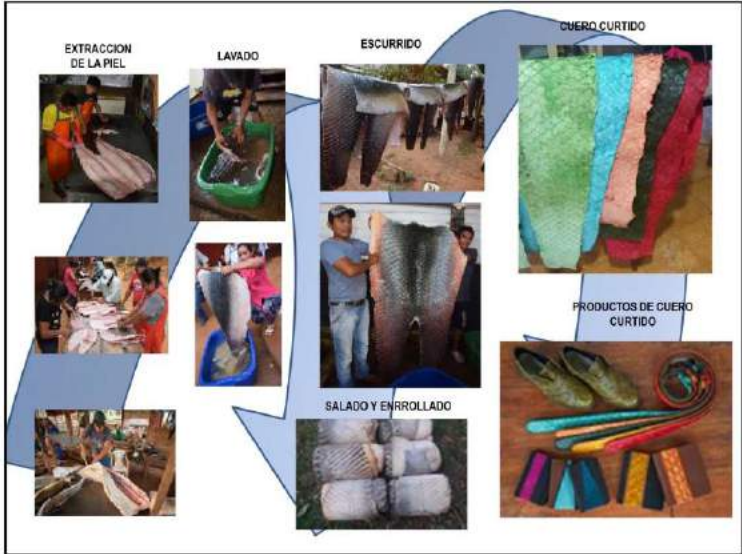 EXTRACCION
DE LA PIEL
LAVADO
ESCURRIDO
SALADO Y ENRROLLADO
CUERO CURTIDO
PRODUCTOS DE CUERO
CURTIDO